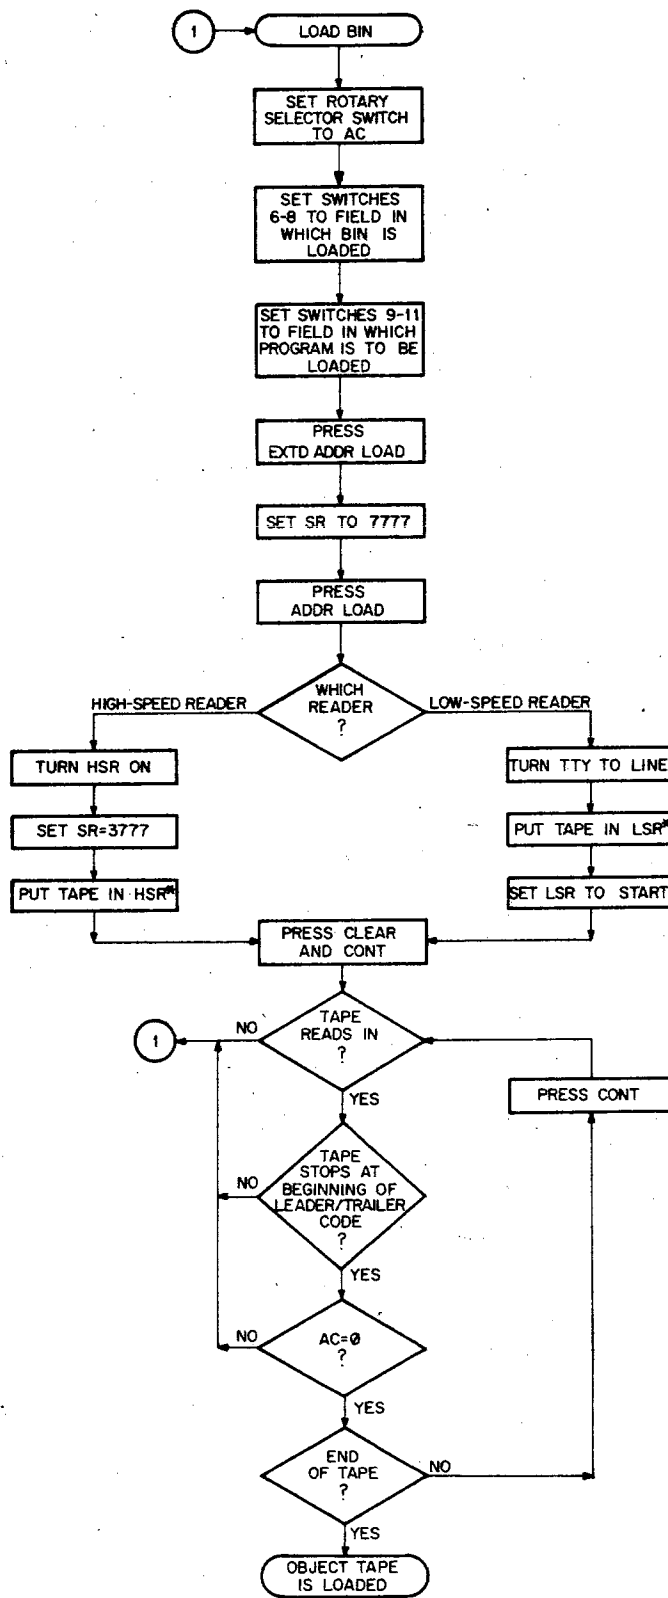 1
LOAD BIN
SET ROTARY
SELECTOR SWITCH
TO AC
SET SWITCHES
6-8 TO FIELD IN
WHICH BIN IS
LOADED
SET SWITCHES 9-11
TO FIELD IN WHICH
PROGRAM IS TO BE
LOADED
PRESS
EXTD ADDR LOAD
SET SR TO 7777
PRESS
ADDR LOAD
WHICH
READER
?
HIGH-SPEED READER
LOW-SPEED READER
TURN HSR ON
SET SR=3777
PUT TAPE IN HSR*
TURN TTY TO LINE
PUT TAPE IN LSR*
SET LSR TO START
PRESS CLEAR
AND CONT
TAPE
READS IN
?
NO
1
YES
PRESS CONT
TAPE
STOPS AT
BEGINNING OF
LEADER/TRAILER
CODE
?
NO
YES
AC=0
?
NO
YES
END
OF TAPE
?
NO
YES
OBJECT TAPE
IS LOADED